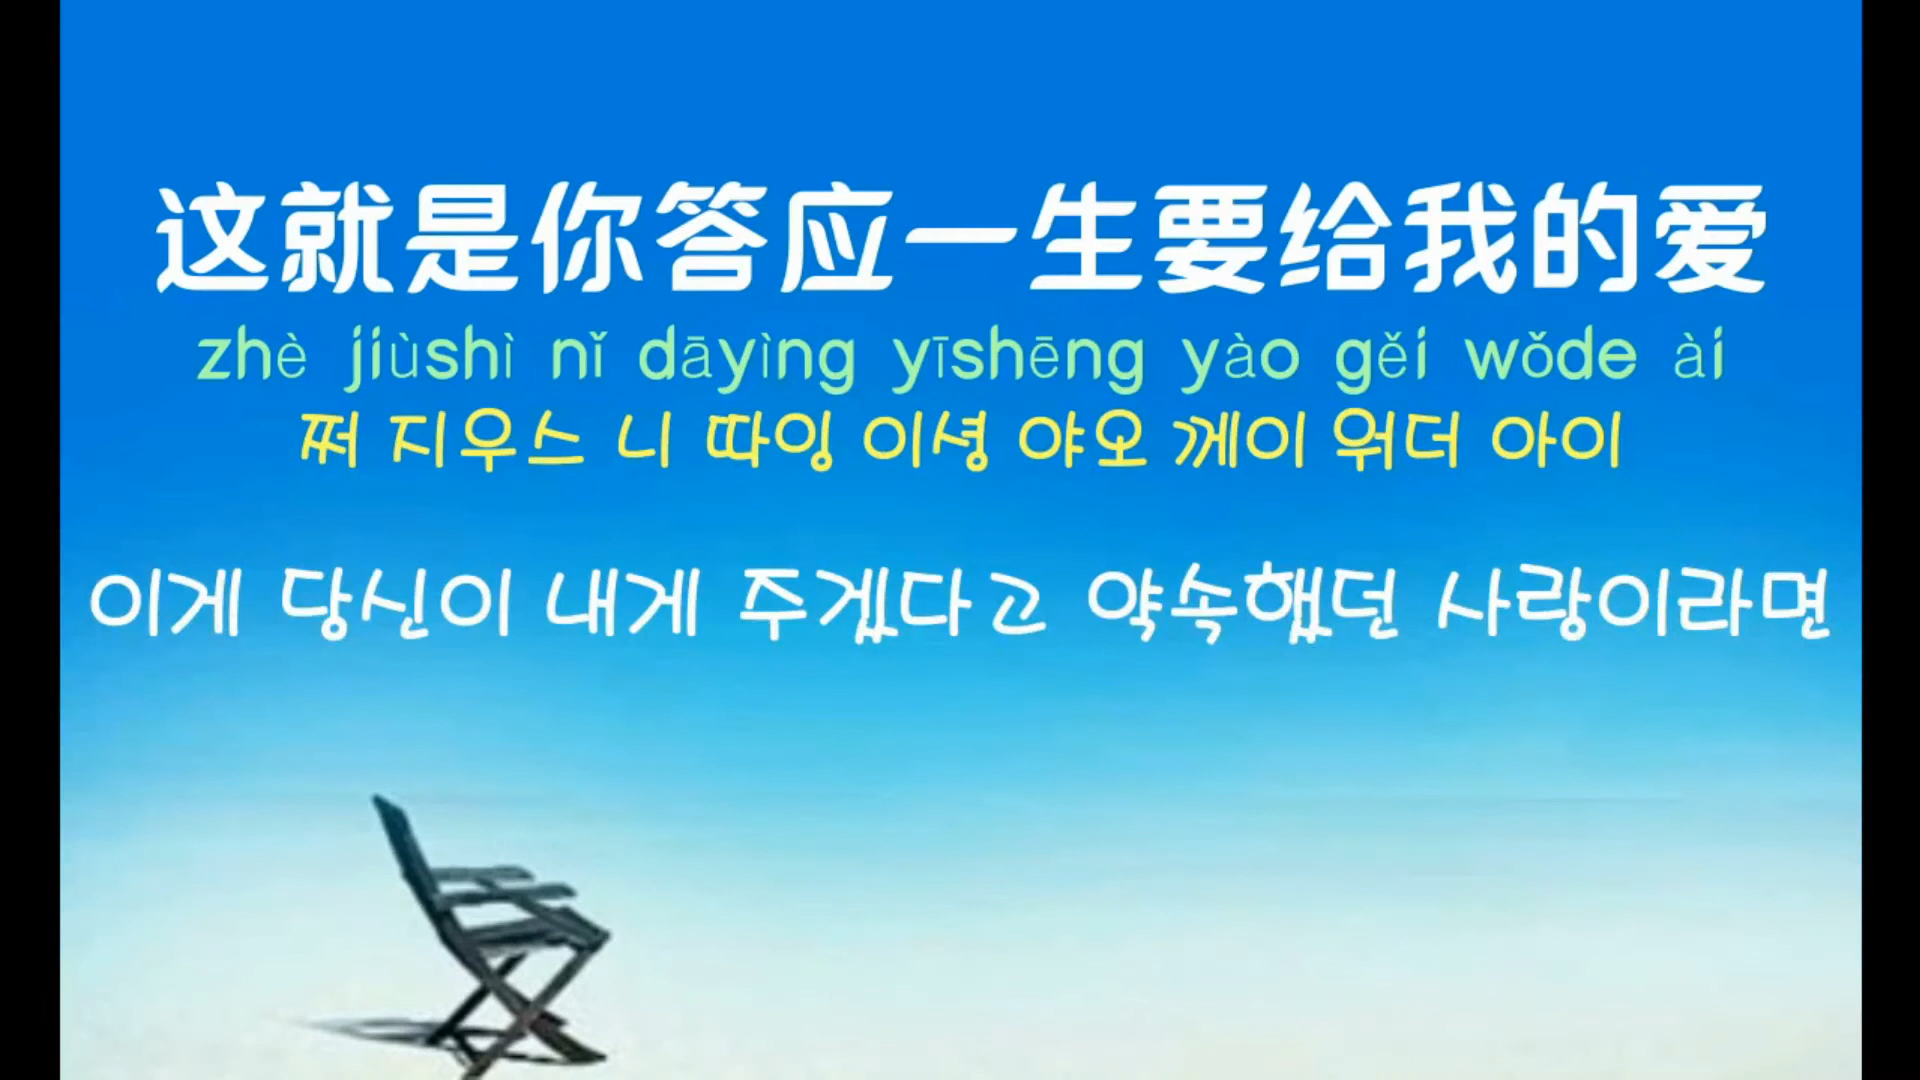 这就是你答应一生要给我的爱
zhè jiùshì nǐ dāyìng yīshēng yào gěi wǒde ài
쩌 지우스 니 따잉 이셩 야오 께이 워더 아이
이게 당신이 내게 주겠다고 약속했던 사랑이라면